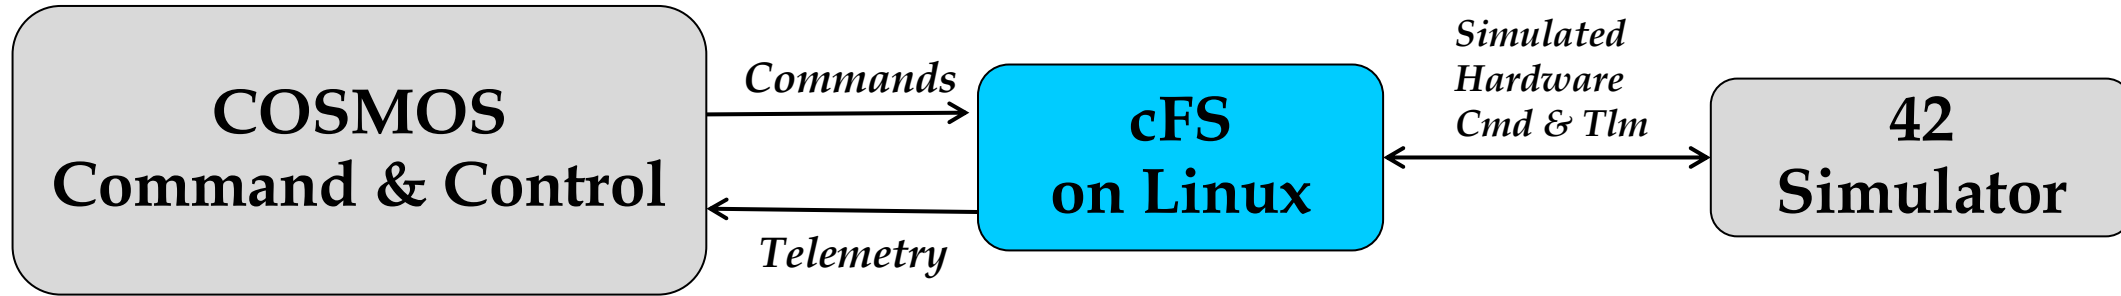 COSMOS
Command & Control
Commands
Telemetry
cFS
on Linux
Simulated
Hardware
Cmd & Tlm
42
Simulator